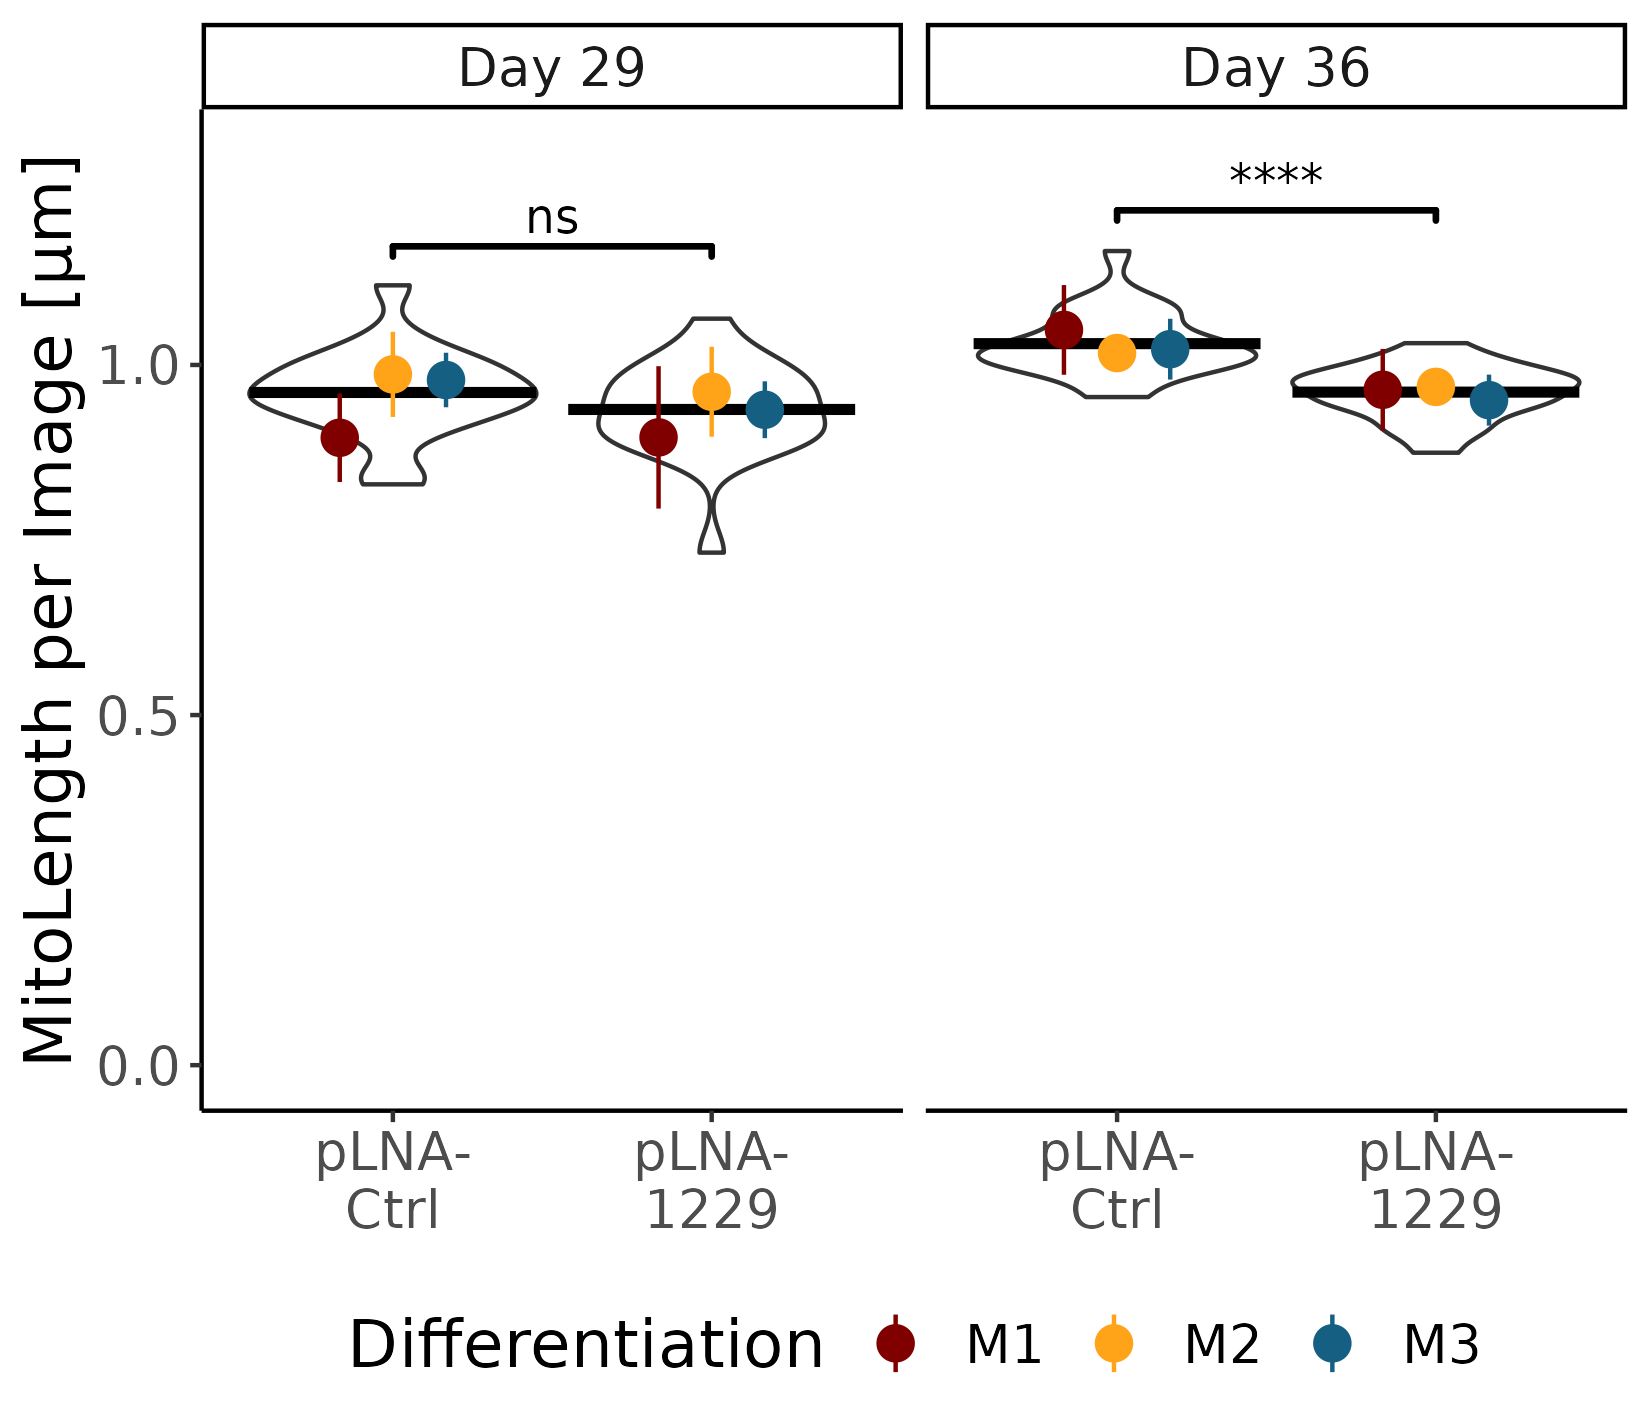 Day 29
Day 36
MitoLength per Image [µm]
ns
****
1.0
0.5
0.0
pLNA-
Ctrl
pLNA-
1229
pLNA-
Ctrl
pLNA-
1229
Differentiation M1 M2 M3